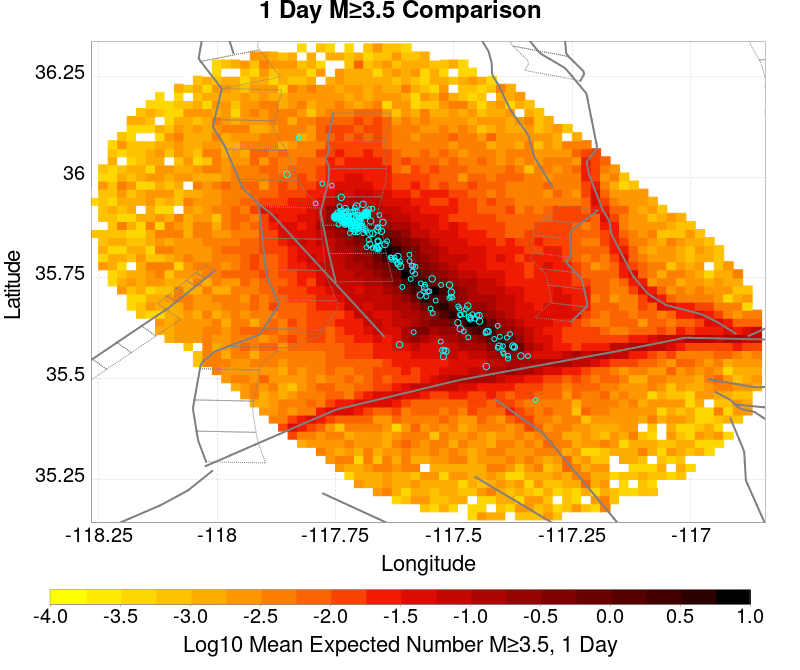 1 Day M≥3.5 Comparison
36.25
36
35.75
35.5
35.25
Latitude
-118.25 -118 -117.75 -117.5 -117.25 -117
Longitude
-4.0 -3.5 -3.0 -2.5 -2.0 -1.5 -1.0 -0.5 0.0 0.5 1.0
Log10 Mean Expected Number M≥3.5, 1 Day